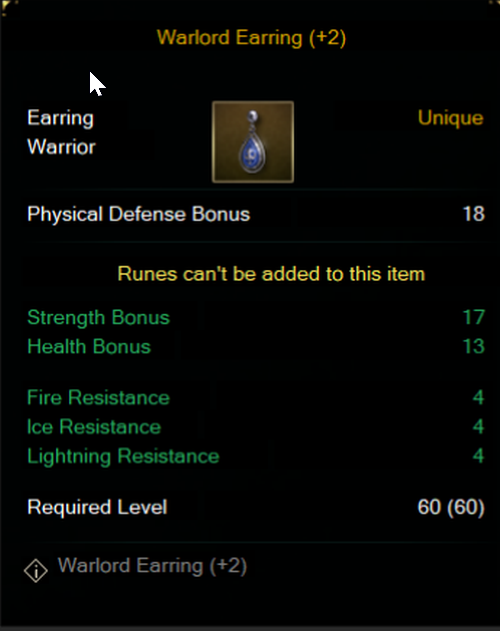 Warlord Earring (+2)
Earring
Unique
Warrior
Physical Defense Bonus 18
Runes can't be added to this item
Strength Bonus 17
Health Bonus 13
Fire Resistance 4
Ice Resistance 4
Lightning Resistance 4
Required Level 60 (60)
Warlord Earring (+2)